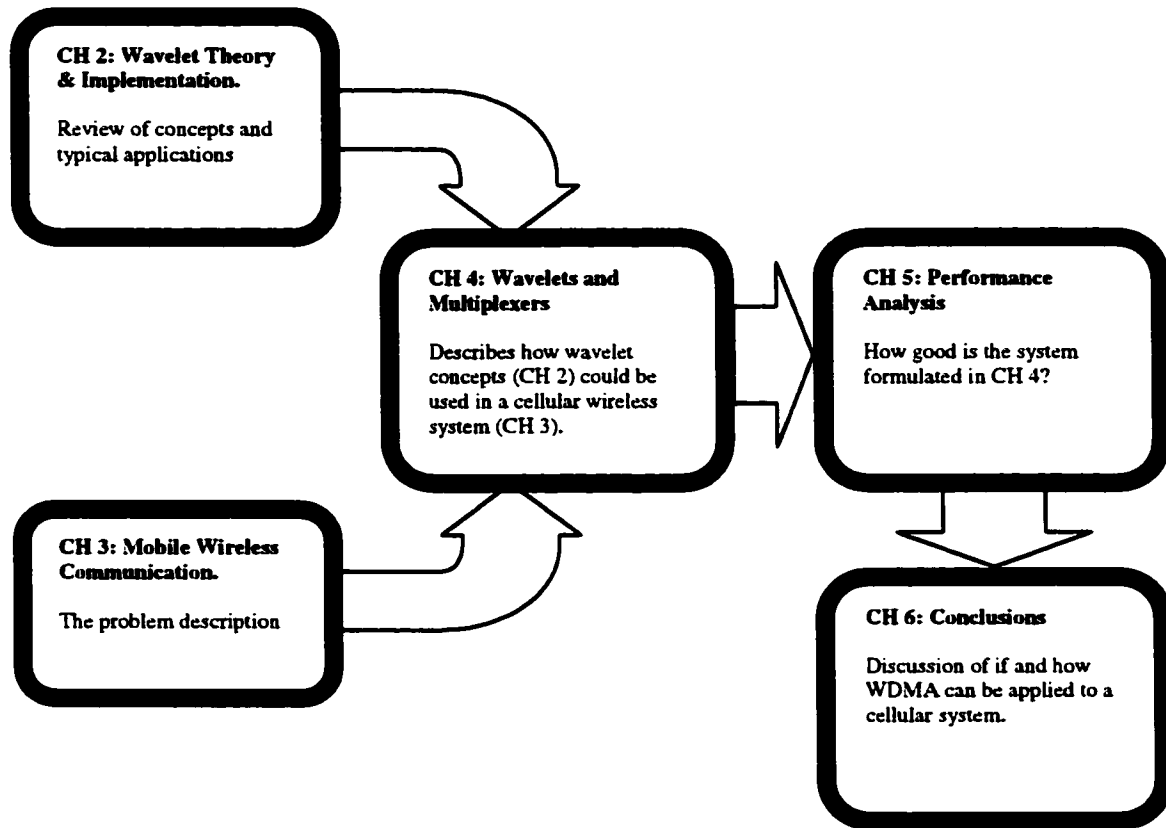 CH 2: Wavelet Theory
& Implementation.
Review of concepts and
typical applications
CH 4: Wavelets and
Multiplexers
Describes how wavelet
concepts (CH 2) could be
used in a cellular wireless
system (CH 3).
CH 5: Performance
Analysis
How good is the system
formulated in CH 4?
CH 3: Mobile Wireless
Communication.
The problem description
CH 6: Conclusions
Discussion of if and how
WDMA can be applied to a
cellular system.